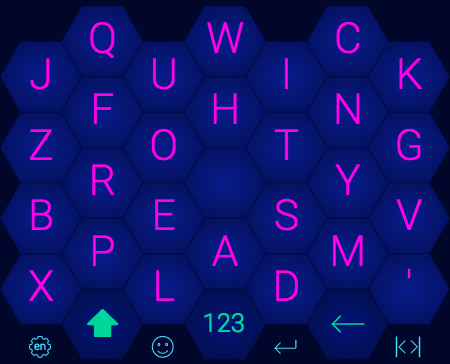 Q W C
J U I K
F H N
Z O T G
R Y
B E S V
P A M
X L D '
123
en